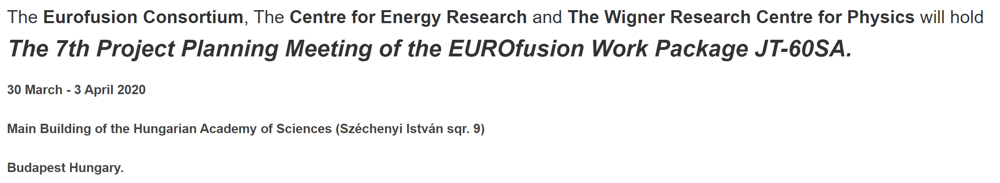 The Eurofusion Consortium, The Centre for Energy Research and The Wigner Research Centre for Physics will hold
The 7th Project Planning Meeting of the EUROfusion Work Package JT-60SA.
30 March - 3 April 2020
Main Building of the Hungarian Academy of Sciences (Széchenyi István sqr. 9)
Budapest Hungary.